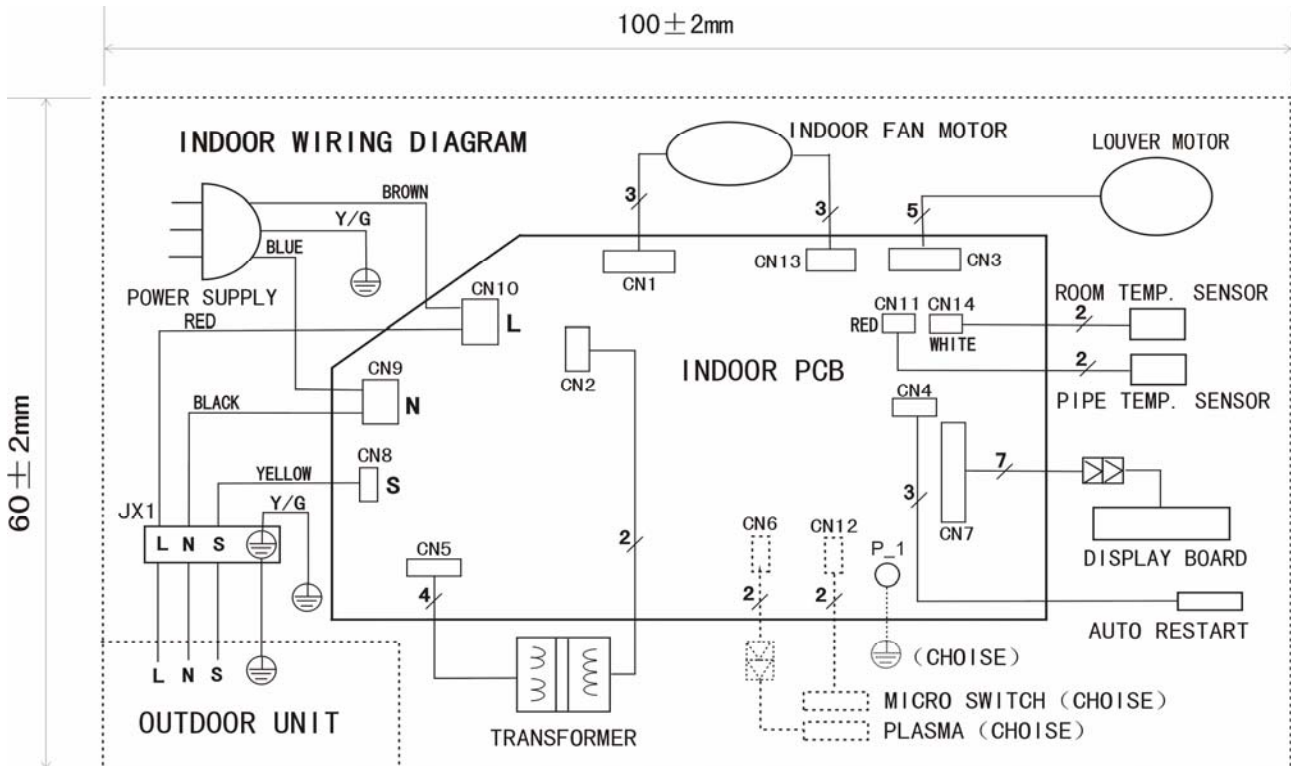 100±2mm
60±2mm
INDOOR WIRING DIAGRAM
INDOOR FAN MOTOR
LOUVER MOTOR
BROWN
Y/G
BLUE
POWER SUPPLY
3
3
5
CN1
CN13
CN3
RED
CN10
L
CN2
CN11
CN14
RED
WHITE
2
ROOM TEMP. SENSOR
INDOOR PCB
2
PIPE TEMP. SENSOR
CN9
N
BLACK
CN4
CN8
S
YELLOW
Y/G
JX1
L N S
7
3
CN7
DISPLAY BOARD
2
CN5
4
CN6
CN12
P_1
2
2
AUTO RESTART
(CHOISE)
L N S
OUTDOOR UNIT
TRANSFORMER
MICRO SWITCH (CHOISE)
PLASMA (CHOISE)